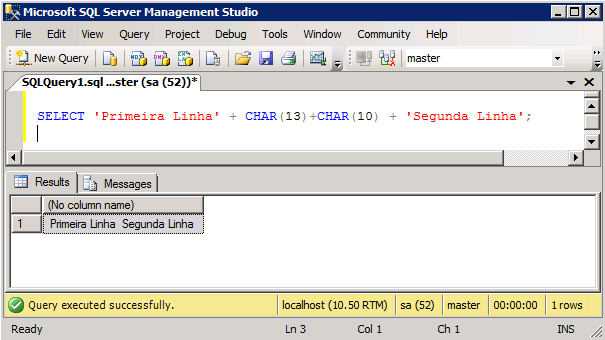 Microsoft SQL Server Management Studio
File Edit View Query Project Debug Tools Window Community Help
New Query master
SQLQuery1.sql ...ster (sa (52))*
SELECT 'Primeira Linha' + CHAR(13)+CHAR(10) + 'Segunda Linha';
Results Messages
(No column name)
1 Primeira Linha Segunda Linha
Query executed successfully. localhost (10.50 RTM) sa (52) master 00:00:00 1 rows
Ready Ln 3 Col 1 Ch 1 INS